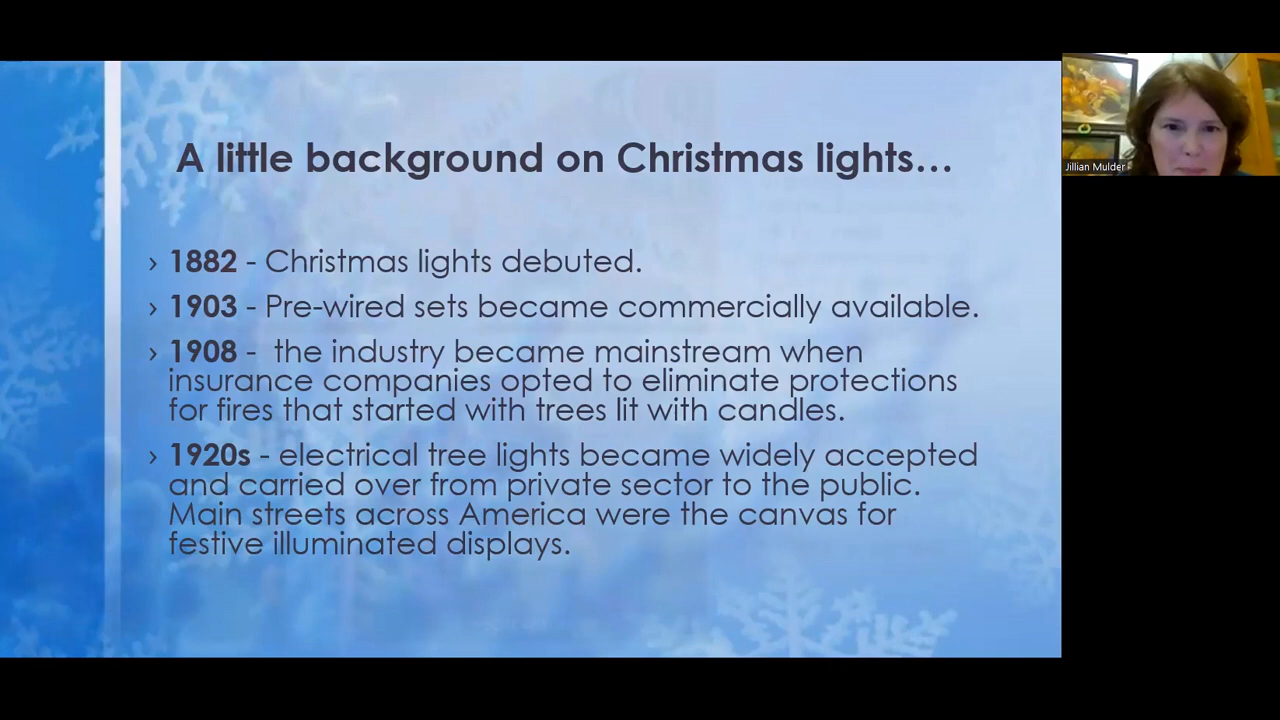 A little background on Christmas lights...
› 1882 - Christmas lights debuted.
› 1903 - Pre-wired sets became commercially available.
› 1908 -  the industry became mainstream when
insurance companies opted to eliminate protections
for fires that started with trees lit with candles.
› 1920s - electrical tree lights became widely accepted
and carried over from private sector to the public.
Main streets across America were the canvas for
festive illuminated displays.
Jillian Mulder